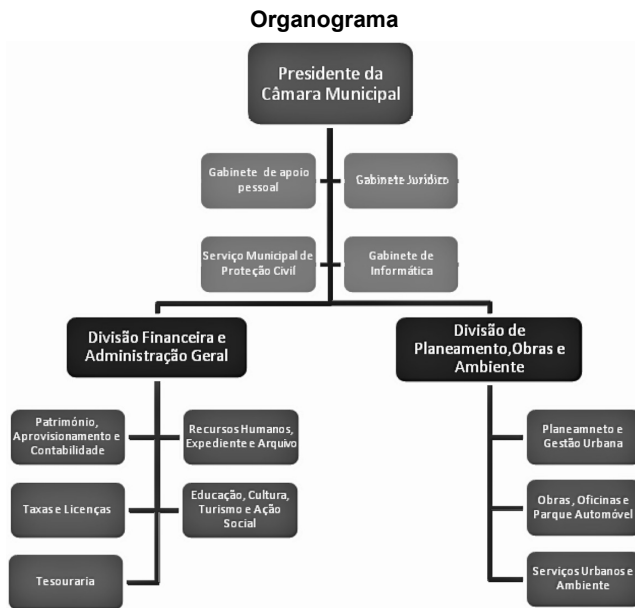 Organograma
Presidente da
Câmara Municipal
Gabinete de apoio
pessoal
Gabinete Jurídico
Serviço Municipal de
Proteção Civil
Gabinete de
Informática
Divisão Financeira e
Administração Geral
Divisão de
Planeamento,Obras e
Ambiente
Património,
Aprovisionamento e
Contabilidade
Recursos Humanos,
Expediente e Arquivo
Taxas e Licenças
Educação, Cultura,
Turismo e Ação
Social
Tesouraria
Planeamneto e
Gestão Urbana
Obras, Oficinas e
Parque Automóvel
Serviços Urbanos e
Ambiente